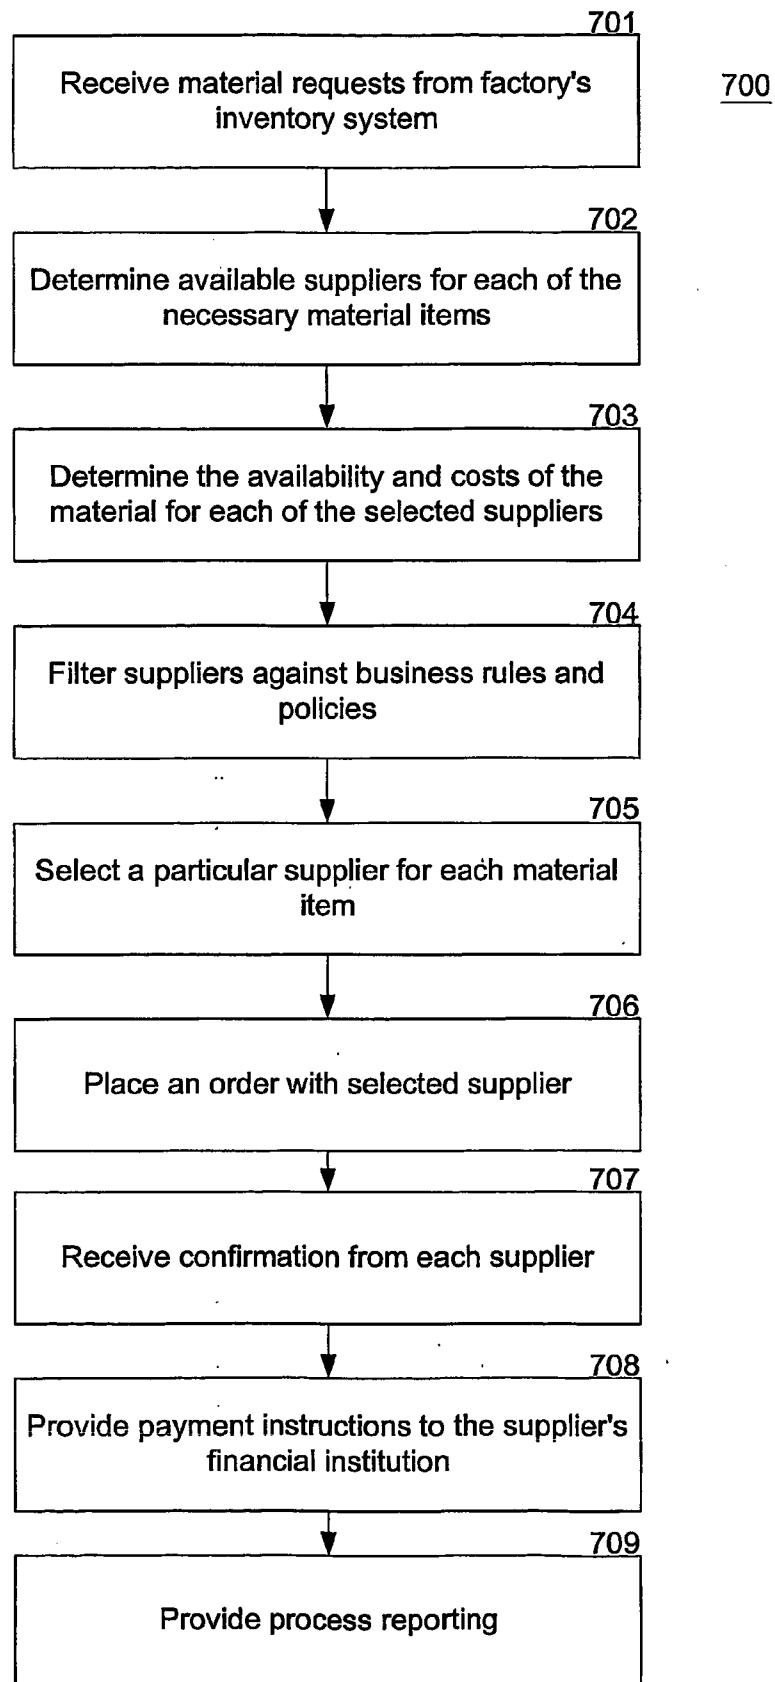 701
700
Receive material requests from factory's
inventory system
702
Determine available suppliers for each of the
necessary material items
703
Determine the availability and costs of the
material for each of the selected suppliers
704
Filter suppliers against business rules and
policies
705
Select a particular supplier for each material
item
706
Place an order with selected supplier
707
Receive confirmation from each supplier
708
Provide payment instructions to the supplier's
financial institution
709
Provide process reporting